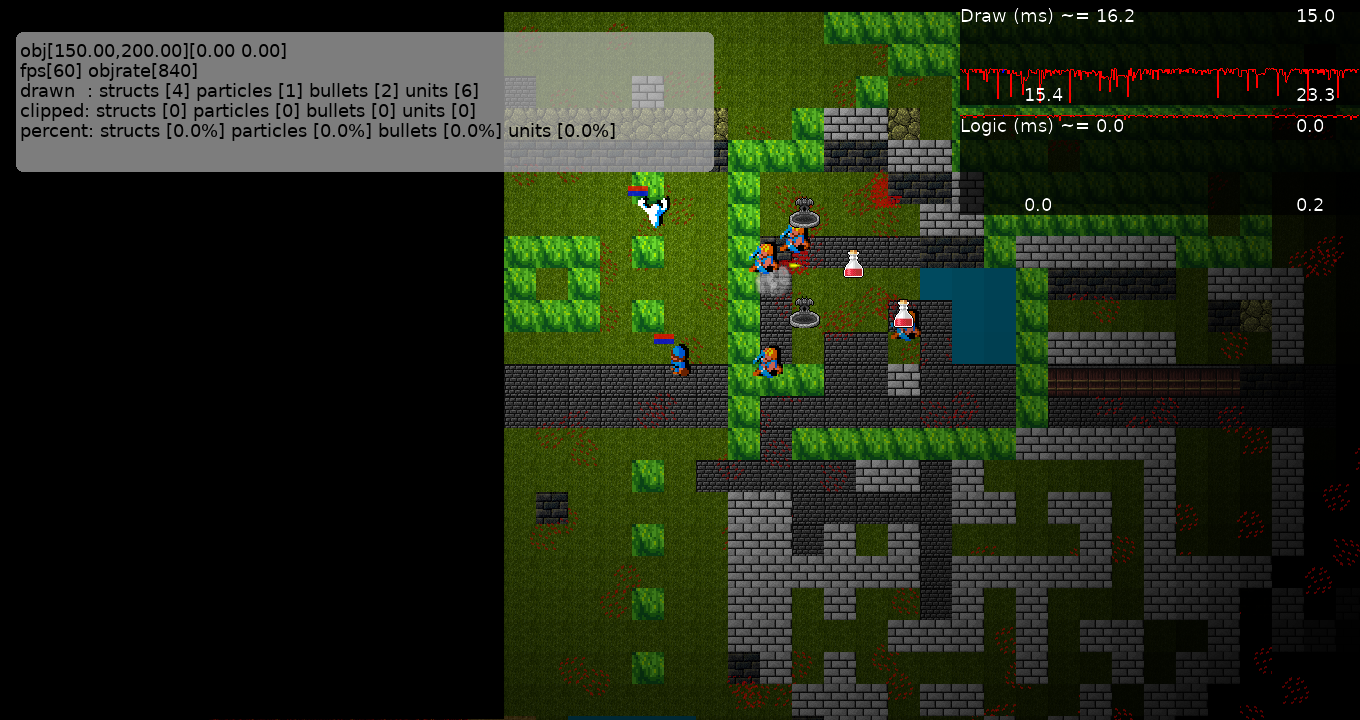 obj[150.00,200.00][0.00 0.00]
fps[60] objrate[840]
drawn  : structs [4] particles [1] bullets [2] units [6]
clipped: structs [0] particles [0] bullets [0] units [0]
percent: structs [0.0%] particles [0.0%] bullets [0.0%] units [0.0%]
Draw (ms) ~= 16.2 15.0
15.4 23.3
Logic (ms) ~= 0.0 0.0
0.0 0.2